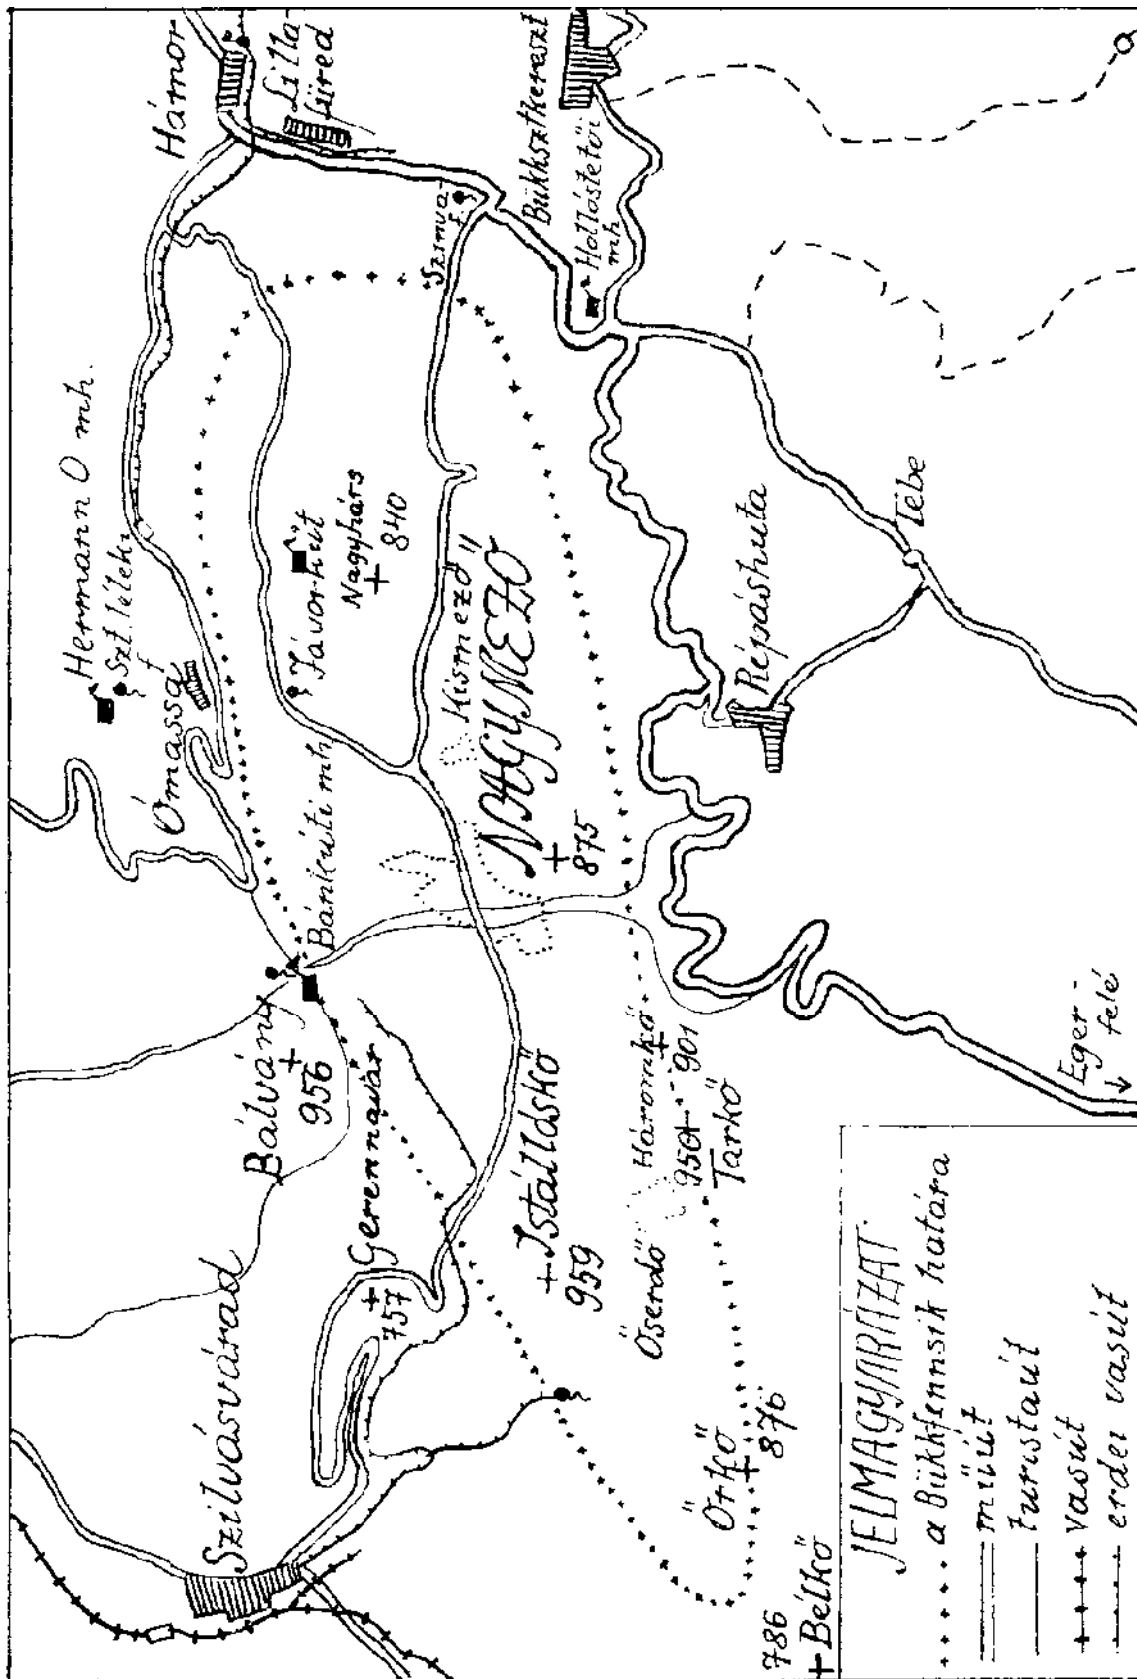 Hámor
Lilla-
füred
Bükksztkereszt
Hollóstetői
mh
Szinva
f.
Hermann O mh.
Szt.lélek
Ómassa
f
Jávorkút
Nagyhárs
840
Kismező
NAGYMEZŐ
875
Répáshuta
Tebe
Bánkúti mh.
Bálvány
956
Szilvásvárad
Gerennavár
757
Istállóskő
959
Őserdő
Háromkő
901
950
Tarkő
Őrkő
876
786
Bélkő
Eger-
felé
JELMAGYARÁZAT:
a Bükkfennsík határa
műút
turistaút
vasút
erdei vasút